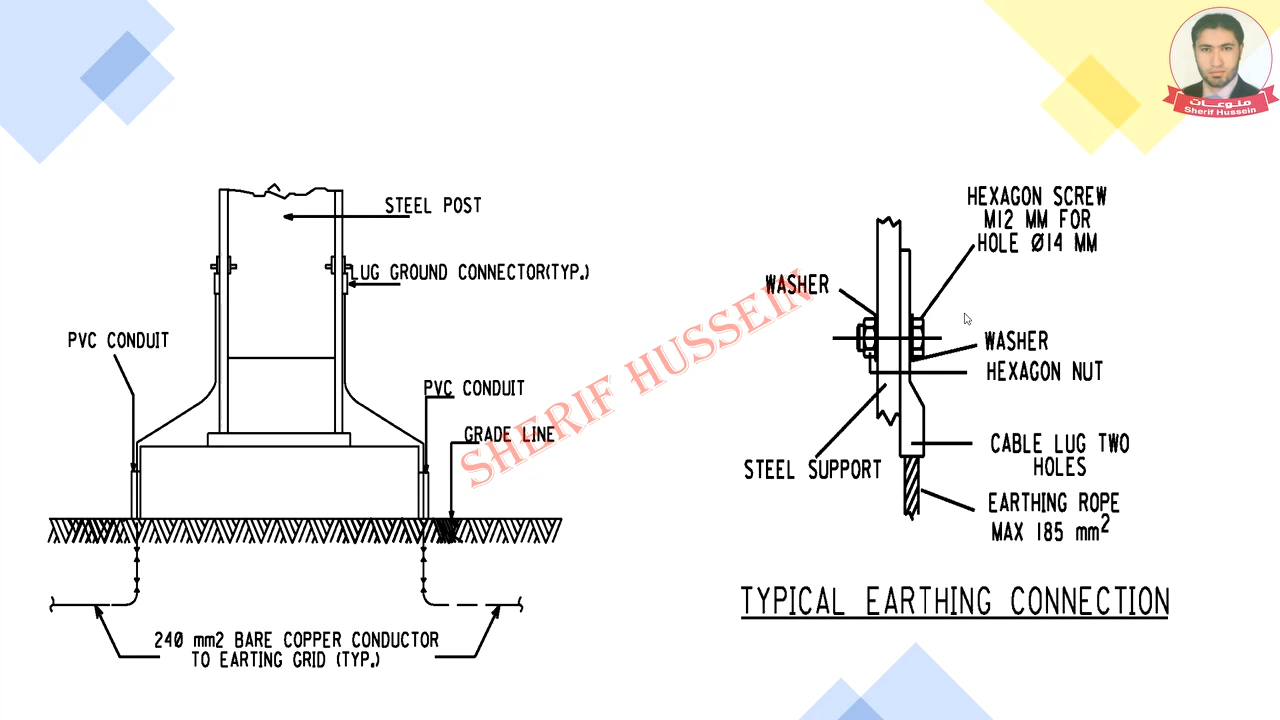 منوعات
Sherif Hussein
STEEL POST
LUG GROUND CONNECTOR(TYP.)
PVC CONDUIT
PVC CONDUIT
GRADE LINE
240 mm2 BARE COPPER CONDUCTOR
TO EARTING GRID (TYP.)
SHERIF HUSSEIN
HEXAGON SCREW
M12 MM FOR
HOLE Ø14 MM
WASHER
WASHER
HEXAGON NUT
CABLE LUG TWO
HOLES
STEEL SUPPORT
EARTHING ROPE
MAX 185 mm²
TYPICAL EARTHING CONNECTION